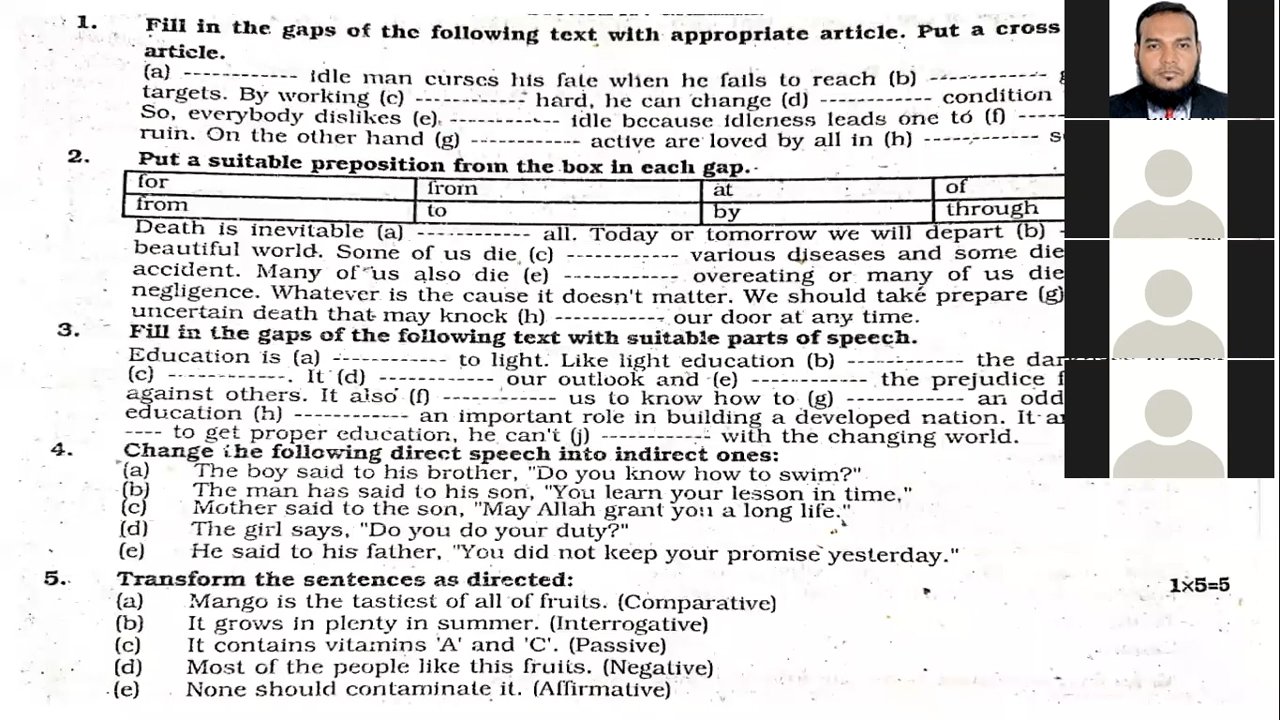 1. Fill in the gaps of the following text with appropriate article. Put a cross
article.
(a) ------------ idle man curses his fate when he fails to reach (b) ------------
targets. By working (c) ------------ hard, he can change (d) ------------ condition
So, everybody dislikes (e) ------------ idle because idleness leads one to (f) -----
ruin. On the other hand (g) ------------ active are loved by all in (h) ------------
2. Put a suitable preposition from the box in each gap.
for from at of
from to by through
Death is inevitable (a) ------------ all. Today or tomorrow we will depart (b) -
beautiful world. Some of us die (c) ------------ various diseases and some die
accident. Many of us also die (e) ------------ overeating or many of us die
negligence. Whatever is the cause it doesn't matter. We should take prepare (g)
uncertain death that may knock (h) ------------ our door at any time.
3. Fill in the gaps of the following text with suitable parts of speech.
Education is (a) ------------ to light. Like light education (b) ------------ the
(c) ------------. It (d) ------------ our outlook and (e) ------------ the prejudice
against others. It also (f) ------------ us to know how to (g) ------------ an odd
education (h) ------------ an important role in building a developed nation. It
---- to get proper education, he can't (j) ------------ with the changing world.
4. Change the following direct speech into indirect ones:
(a) The boy said to his brother, "Do you know how to swim?"
(b) The man has said to his son, "You learn your lesson in time,"
(c) Mother said to the son, "May Allah grant you a long life."
(d) The girl says, "Do you do your duty?"
(e) He said to his father, "You did not keep your promise yesterday."
5. Transform the sentences as directed: 1×5=5
(a) Mango is the tastiest of all of fruits. (Comparative)
(b) It grows in plenty in summer. (Interrogative)
(c) It contains vitamins 'A' and 'C'. (Passive)
(d) Most of the people like this fruits. (Negative)
(e) None should contaminate it. (Affirmative)